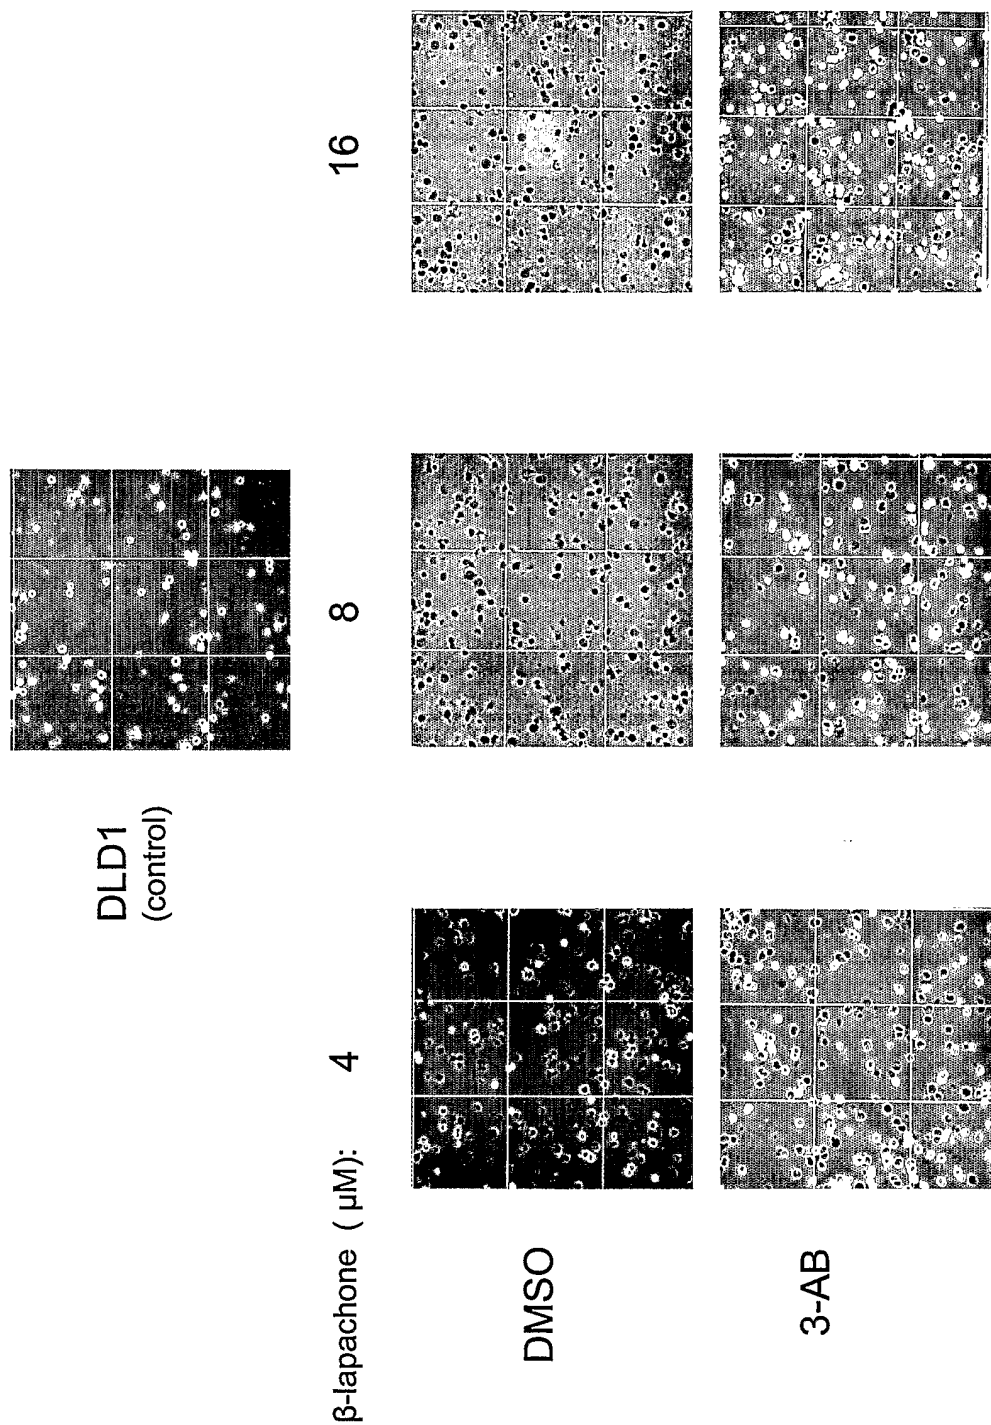 DLD1
(control)
β-lapachone ( μM): 4 8 16
DMSO
3-AB